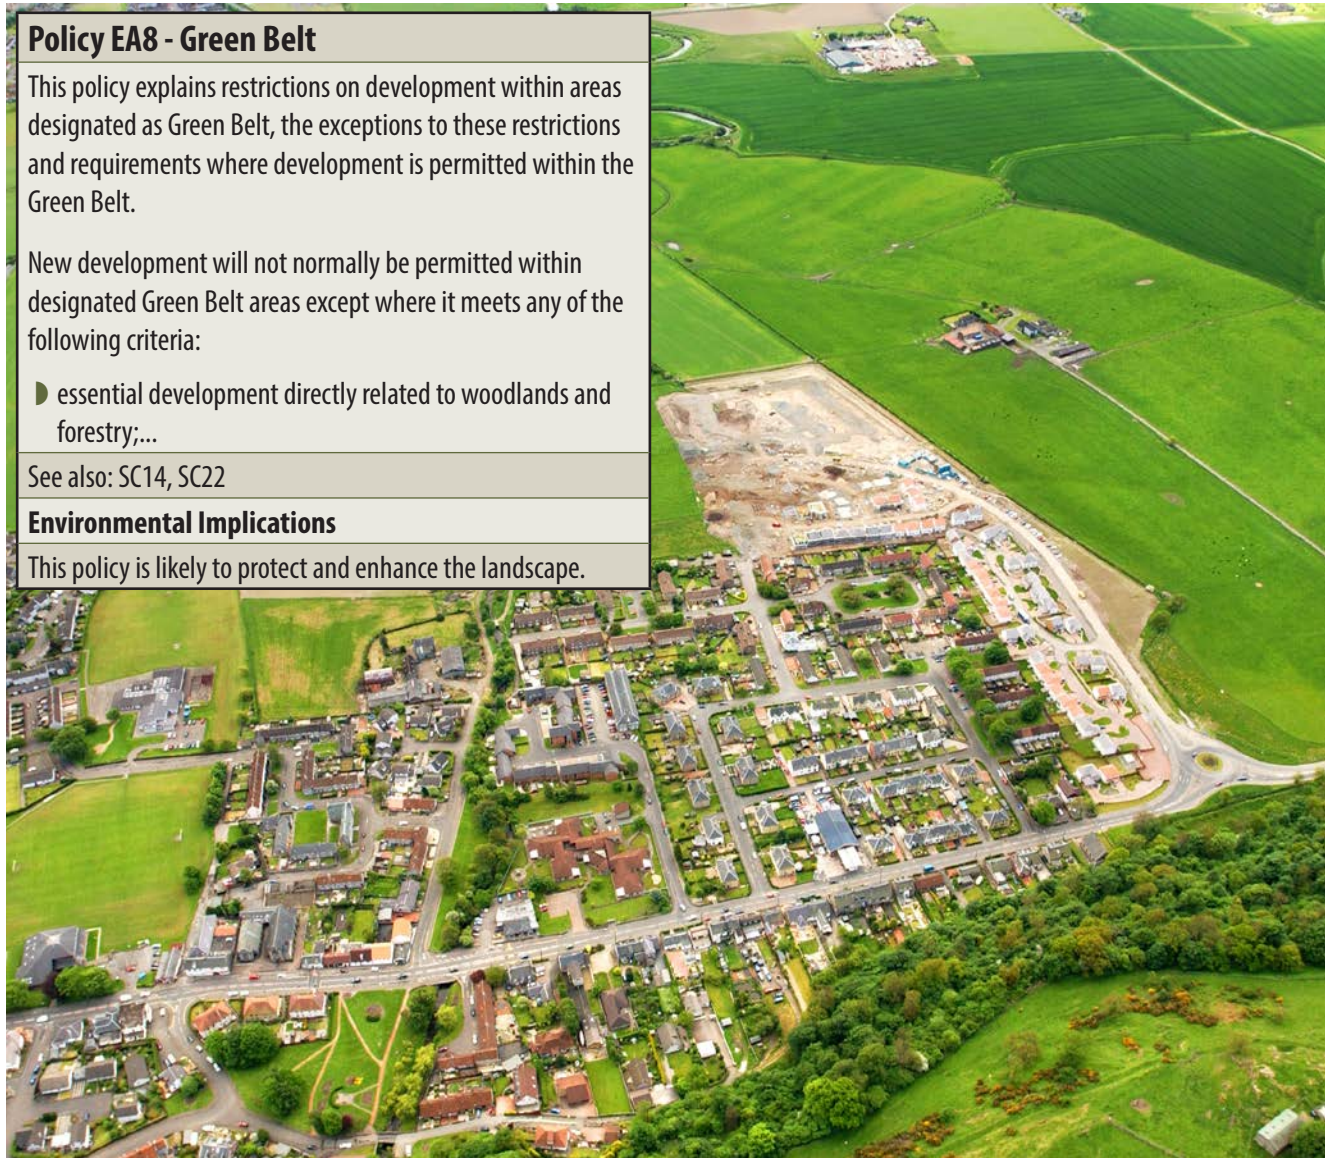 Policy EA8 - Green Belt
This policy explains restrictions on development within areas
designated as Green Belt, the exceptions to these restrictions
and requirements where development is permitted within the
Green Belt.
New development will not normally be permitted within
designated Green Belt areas except where it meets any of the
following criteria:
essential development directly related to woodlands and
forestry;...
See also: SC14, SC22
Environmental Implications
This policy is likely to protect and enhance the landscape.